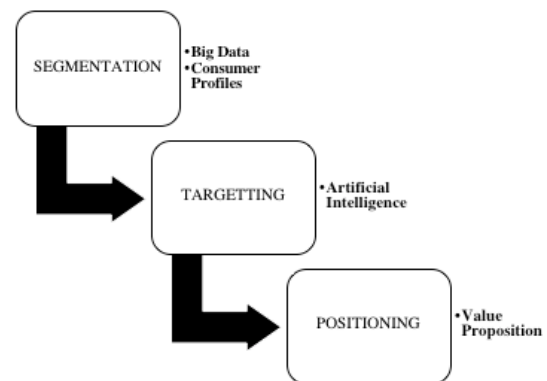 SEGMENTATION
•Big Data
•Consumer
Profiles
TARGETTING
•Artificial
Intelligence
POSITIONING
•Value
Proposition